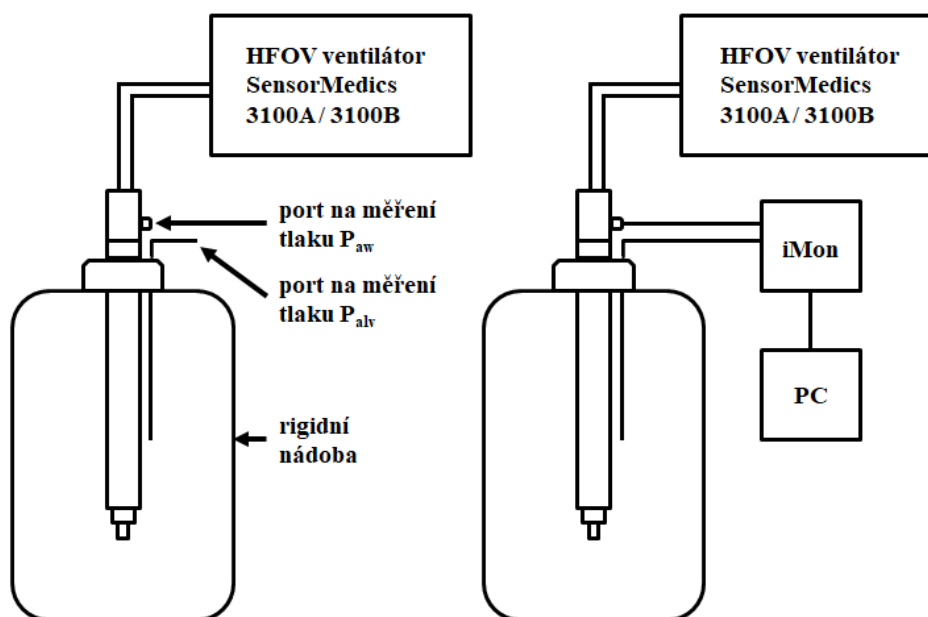 HFOV ventilátor
SensorMedics
3100A / 3100B
port na měření
tlaku Paw
port na měření
tlaku Palv
rigidní
nádoba
HFOV ventilátor
SensorMedics
3100A / 3100B
iMon
PC